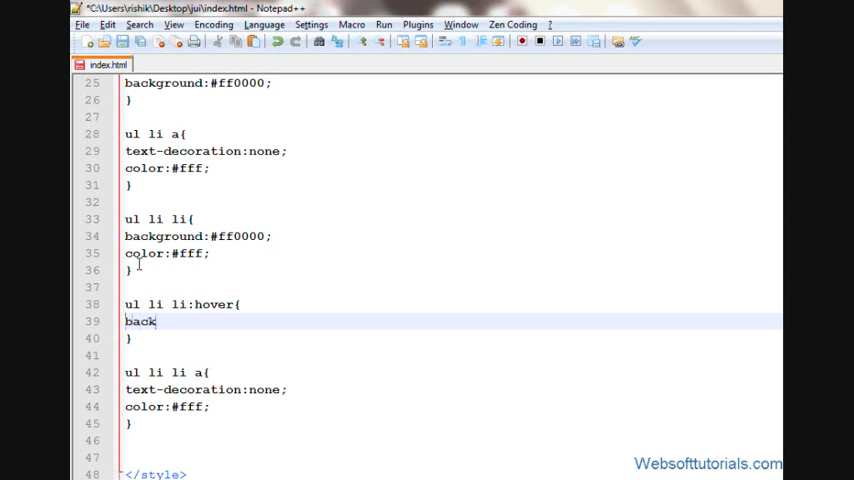 *C:\Users\rishik\Desktop\jui\index.html - Notepad++
File Edit Search View Encoding Language Settings Macro Run Plugins Window Zen Coding ?
index.html
25 background:#ff0000;
26 }
27
28 ul li a{
29 text-decoration:none;
30 color:#fff;
31 }
32
33 ul li li{
34 background:#ff0000;
35 color:#fff;
36 }
37
38 ul li li:hover{
39 back
40 }
41
42 ul li li a{
43 text-decoration:none;
44 color:#fff;
45 }
46
47
48 </style>
Websofttutorials.com